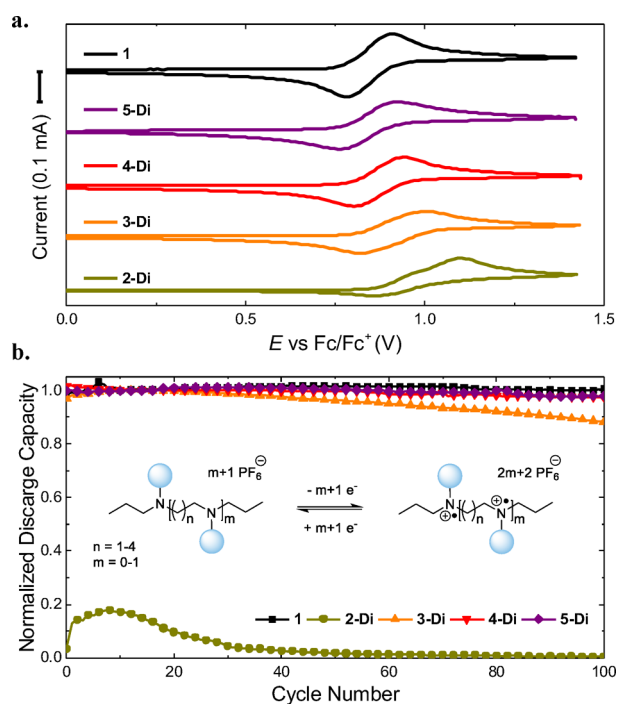 a.
1
5-Di
4-Di
3-Di
2-Di
Current (0.1 mA)
0.0 0.5 1.0 1.5
E vs Fc/Fc⁺ (V)
b.
Normalized Discharge Capacity
1.0
0.8
0.6
0.4
0.2
0.0
m+1 PF₆⊖
N ( )n N ]m
n = 1-4
m = 0-1
- m+1 e⁻
+ m+1 e⁻
2m+2 PF₆⊖
N ⊕• ( )n N ⊕• ]m
1 2-Di 3-Di 4-Di 5-Di
0 20 40 60 80 100
Cycle Number